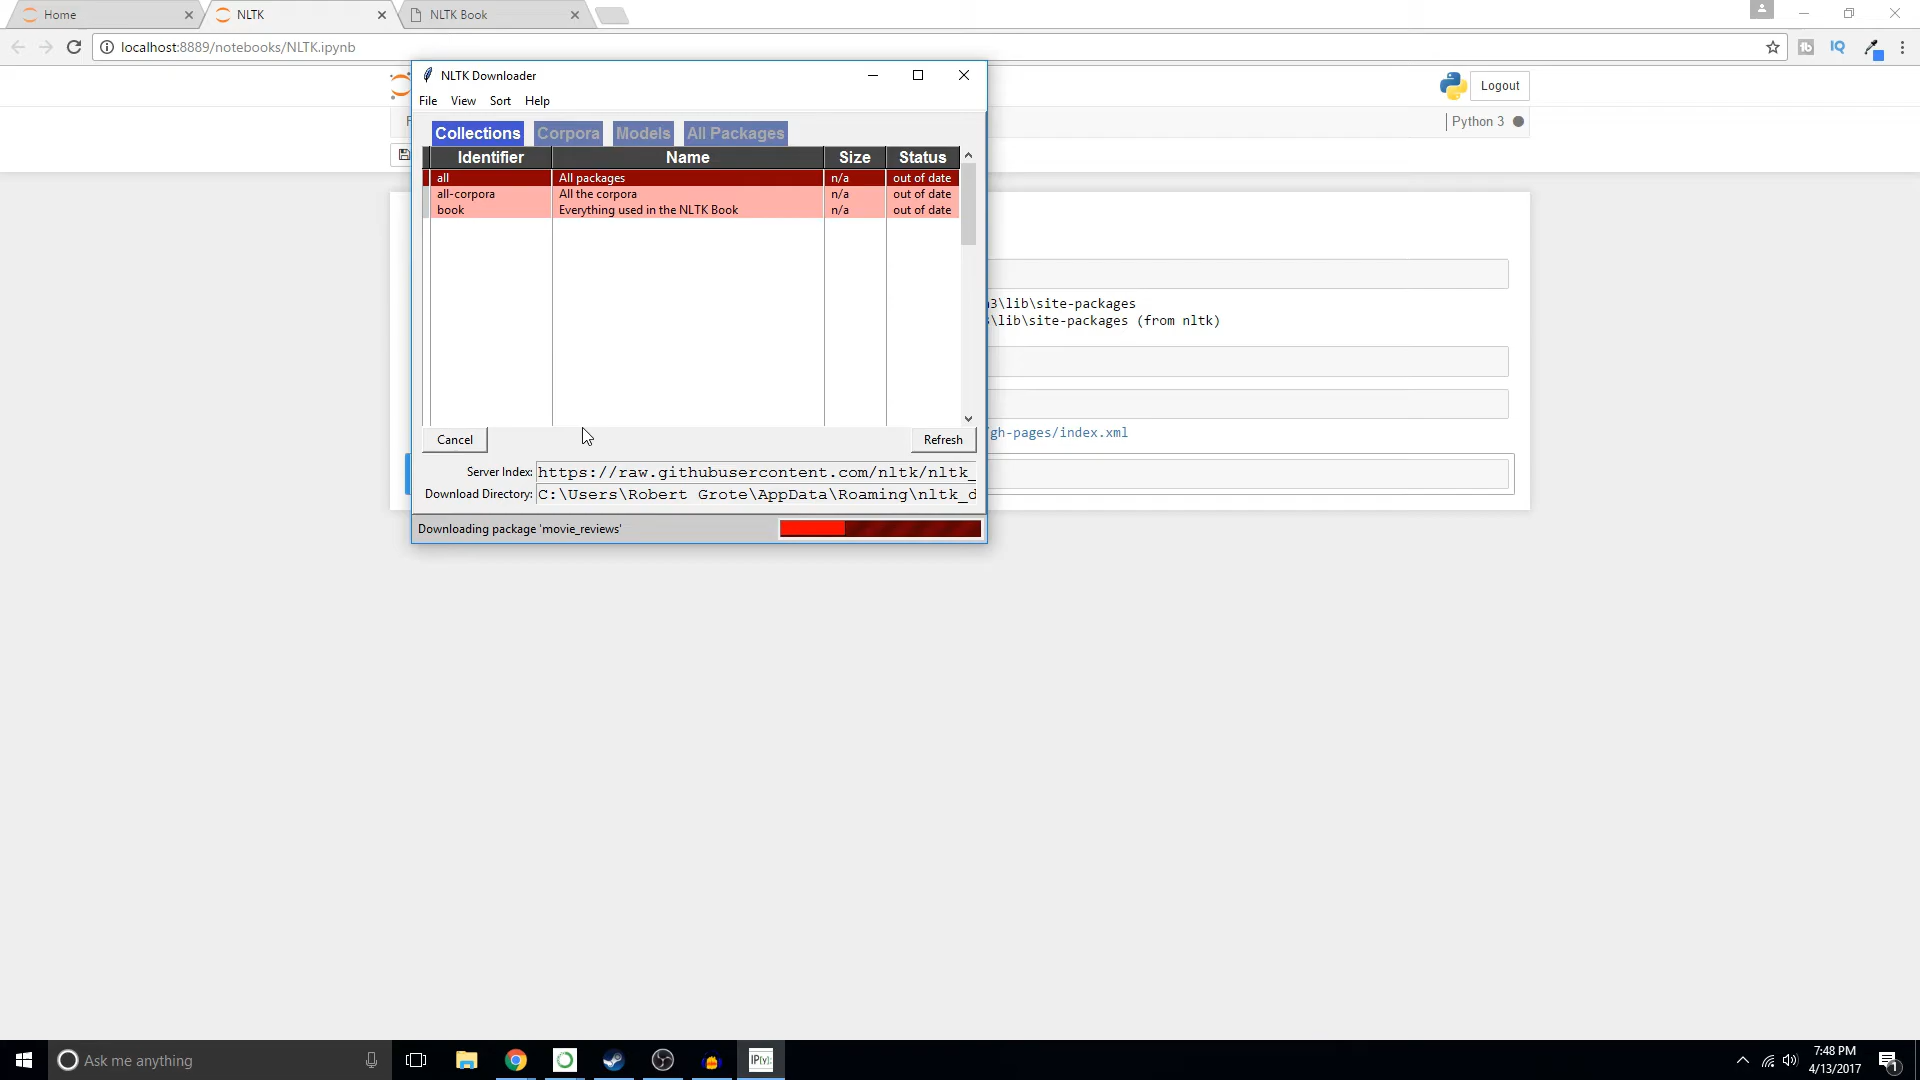 Home
NLTK
NLTK Book
localhost:8889/notebooks/NLTK.ipynb
NLTK Downloader
File View Sort Help
Logout
Python 3
Collections Corpora Models All Packages
Identifier Name Size Status
all All packages n/a out of date
all-corpora All the corpora n/a out of date
book Everything used in the NLTK Book n/a out of date
3\lib\site-packages
\lib\site-packages (from nltk)
gh-pages/index.xml
Cancel
Refresh
Server Index: https://raw.githubusercontent.com/nltk/nltk_
Download Directory: C:\Users\Robert Grote\AppData\Roaming\nltk_d
Downloading package 'movie_reviews'
Ask me anything
IP[y]:
7:48 PM
4/13/2017
1